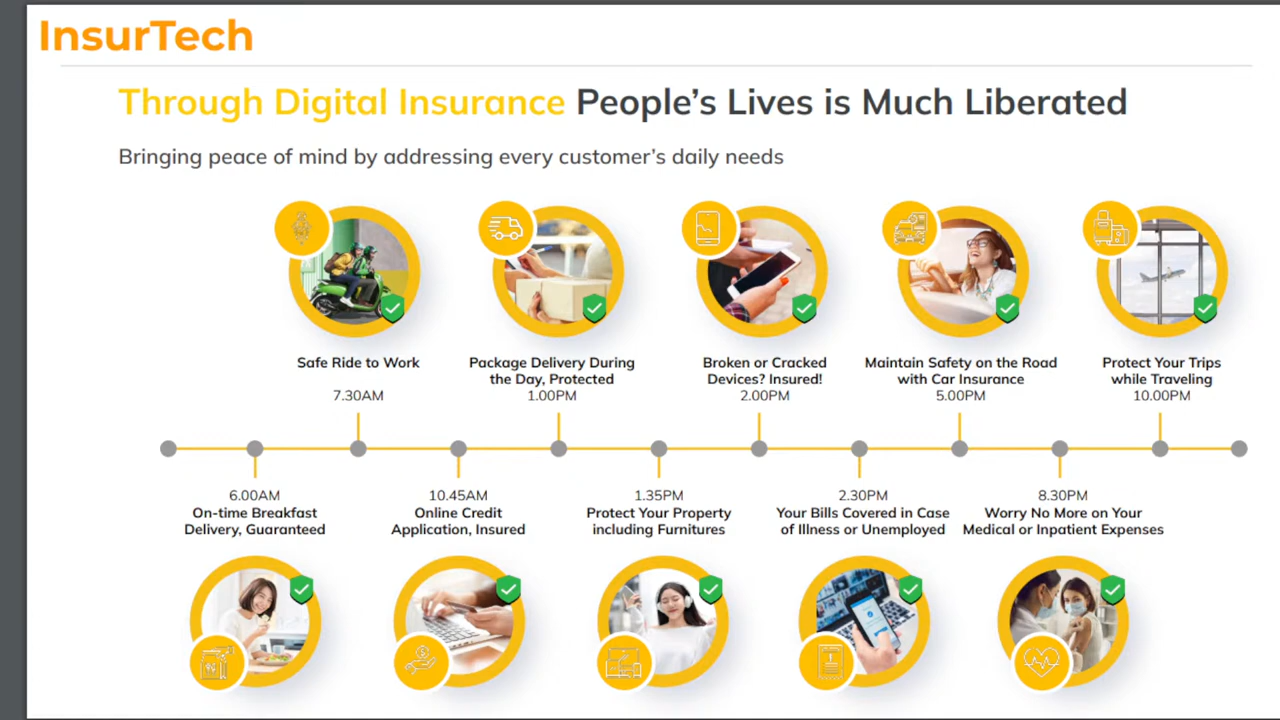 InsurTech
Through Digital Insurance People's Lives is Much Liberated
Bringing peace of mind by addressing every customer's daily needs
Safe Ride to Work
7.30AM
Package Delivery During
the Day, Protected
1.00PM
Broken or Cracked
Devices? Insured!
2.00PM
Maintain Safety on the Road
with Car Insurance
5.00PM
Protect Your Trips
while Traveling
10.00PM
6.00AM
On-time Breakfast
Delivery, Guaranteed
10.45AM
Online Credit
Application, Insured
1.35PM
Protect Your Property
including Furnitures
2.30PM
Your Bills Covered in Case
of Illness or Unemployed
8.30PM
Worry No More on Your
Medical or Inpatient Expenses